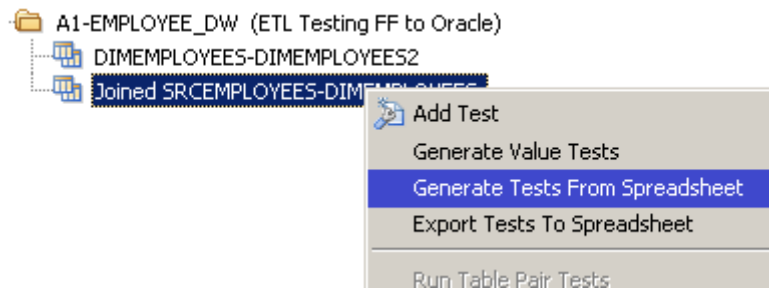 A1-EMPLOYEE_DW (ETL Testing FF to Oracle)
DIMEMPLOYEES-DIMEMPLOYEES2
Joined SRCEMPLOYEES-DIMEMPLOYEES
Add Test
Generate Value Tests
Generate Tests From Spreadsheet
Export Tests To Spreadsheet
Run Table Pair Tests